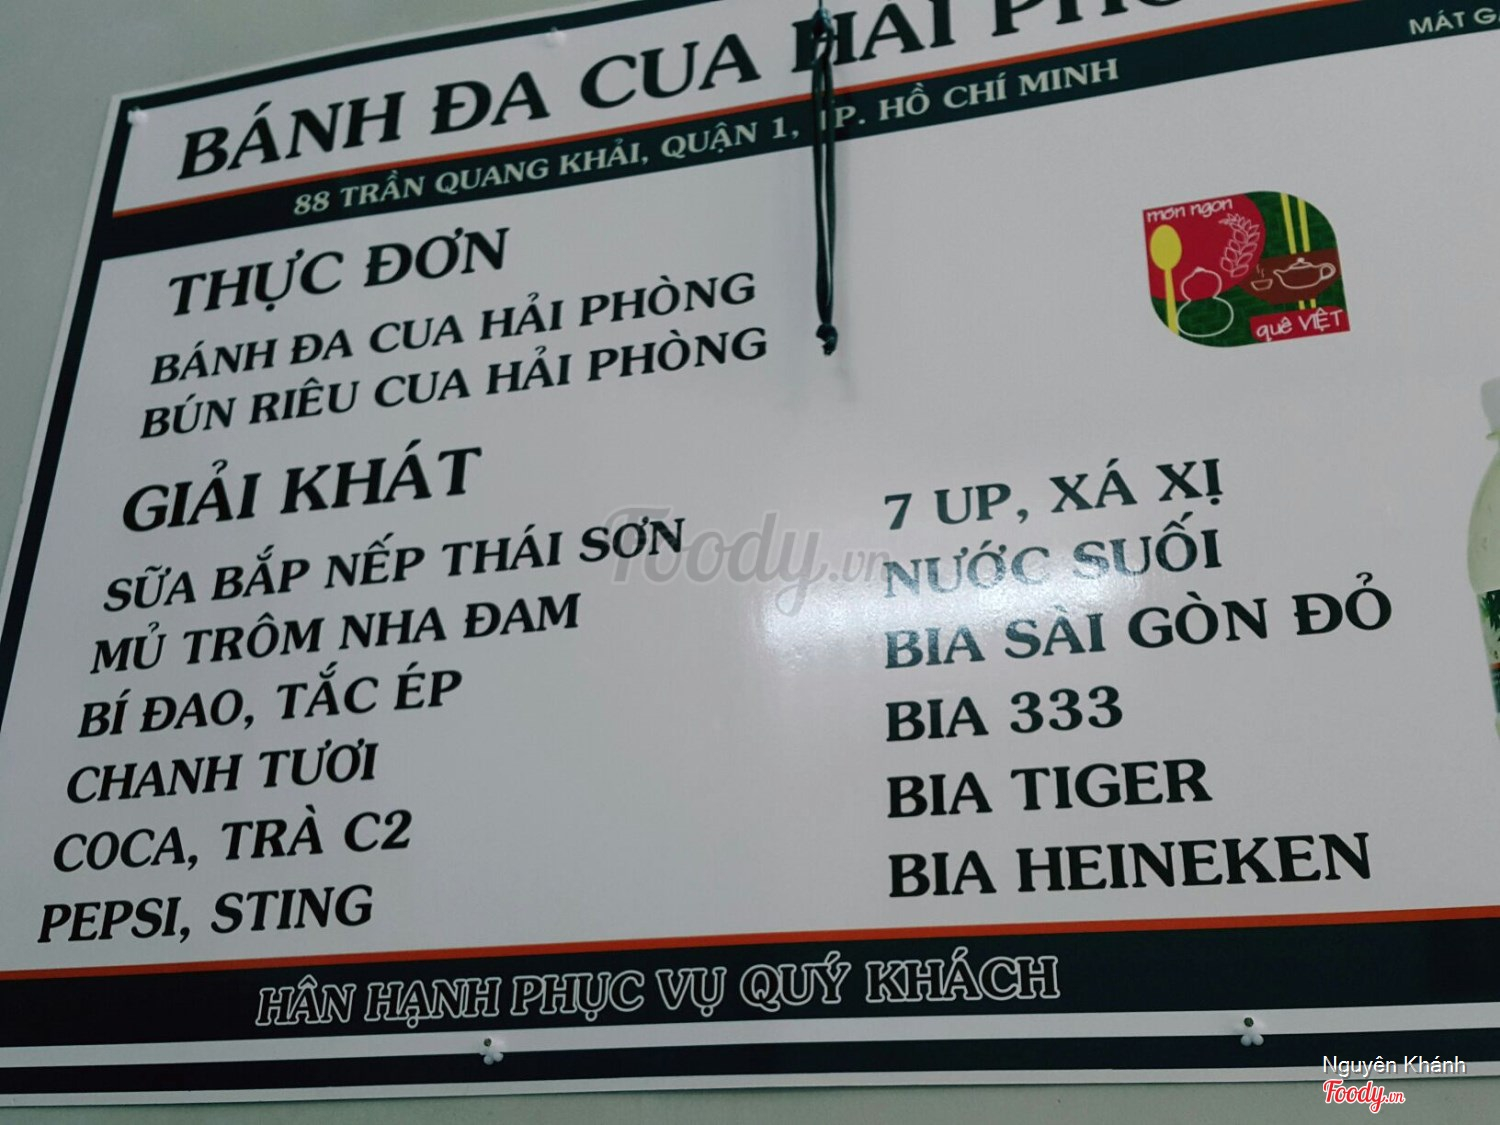 BÁNH ĐA CUA HẢI
88 TRẦN QUANG KHẢI, QUẬN 1, TP. HỒ CHÍ MINH
MÁT
món ngon
quê VIỆT
THỰC ĐƠN
BÁNH ĐA CUA HẢI PHÒNG
BÚN RIÊU CUA HẢI PHÒNG
GIẢI KHÁT
SỮA BẮP NẾP THÁI SƠN
MỦ TRÔM NHA ĐAM
BÍ ĐAO, TẮC ÉP
CHANH TƯƠI
COCA, TRÀ C2
PEPSI, STING
7 UP, XÁ XỊ
NƯỚC SUỐI
BIA SÀI GÒN ĐỎ
BIA 333
BIA TIGER
BIA HEINEKEN
HÂN HẠNH PHỤC VỤ QUÝ KHÁCH
Foody.vn
Nguyên Khánh
Foody.vn